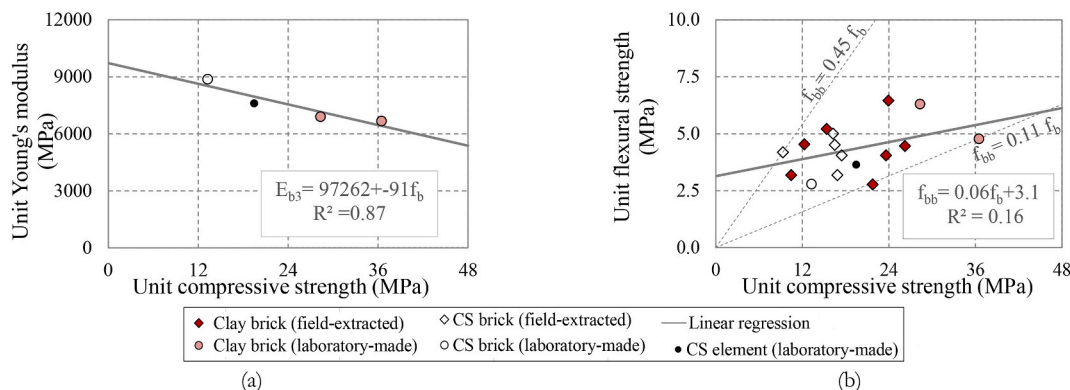 Unit Young's modulus
(MPa)
12000
9000
6000
3000
0
E_b3 = 97262+-91f_b
R² =0.87
0 12 24 36 48
Unit compressive strength (MPa)
Unit flexural strength
(MPa)
10.0
7.5
5.0
2.5
0.0
f_bb = 0.45 f_b
f_bb = 0.11 f_b
f_bb= 0.06f_b+3.1
R² = 0.16
0 12 24 36 48
Unit compressive strength (MPa)
Clay brick (field-extracted) CS brick (field-extracted) Linear regression
Clay brick (laboratory-made) CS brick (laboratory-made) CS element (laboratory-made)
(a) (b)